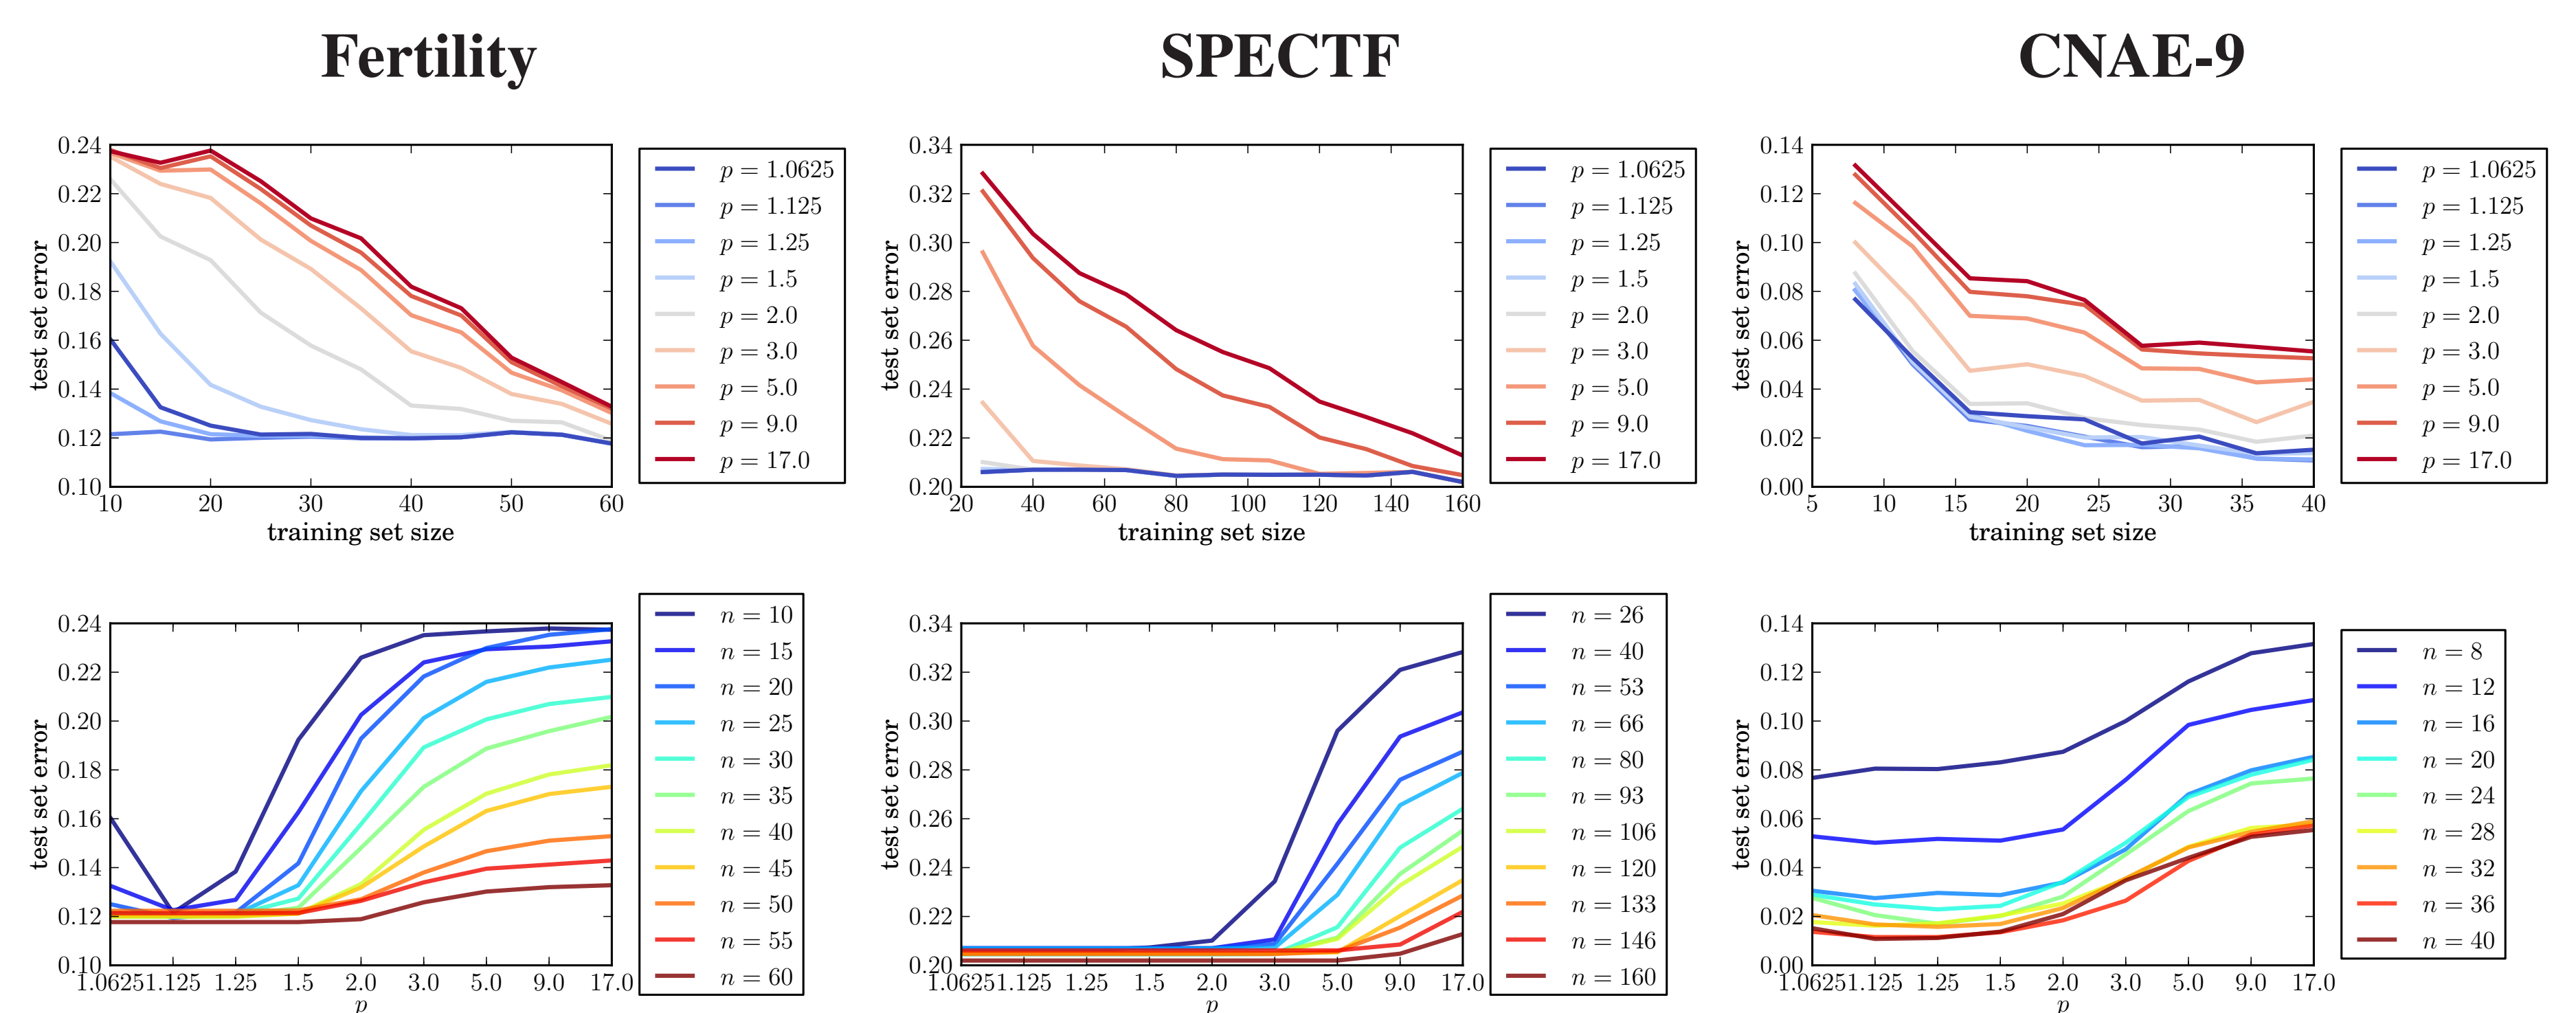 Fertility
SPECTF
CNAE-9
0.24
0.22
0.20
0.18
0.16
0.14
0.12
0.10
test set error
10
20
30
40
50
60
training set size
p = 1.0625
p = 1.125
p = 1.25
p = 1.5
p = 2.0
p = 3.0
p = 5.0
p = 9.0
p = 17.0
0.34
0.32
0.30
0.28
0.26
0.24
0.22
0.20
test set error
20
40
60
80
100
120
140
160
training set size
p = 1.0625
p = 1.125
p = 1.25
p = 1.5
p = 2.0
p = 3.0
p = 5.0
p = 9.0
p = 17.0
0.14
0.12
0.10
0.08
0.06
0.04
0.02
0.00
test set error
5
10
15
20
25
30
35
40
training set size
p = 1.0625
p = 1.125
p = 1.25
p = 1.5
p = 2.0
p = 3.0
p = 5.0
p = 9.0
p = 17.0
0.24
0.22
0.20
0.18
0.16
0.14
0.12
0.10
test set error
1.0625
1.125
1.25
1.5
2.0
3.0
5.0
9.0
17.0
p
n = 10
n = 15
n = 20
n = 25
n = 30
n = 35
n = 40
n = 45
n = 50
n = 55
n = 60
0.34
0.32
0.30
0.28
0.26
0.24
0.22
0.20
test set error
1.0625
1.125
1.25
1.5
2.0
3.0
5.0
9.0
17.0
p
n = 26
n = 40
n = 53
n = 66
n = 80
n = 93
n = 106
n = 120
n = 133
n = 146
n = 160
0.14
0.12
0.10
0.08
0.06
0.04
0.02
0.00
test set error
1.0625
1.125
1.25
1.5
2.0
3.0
5.0
9.0
17.0
p
n = 8
n = 12
n = 16
n = 20
n = 24
n = 28
n = 32
n = 36
n = 40